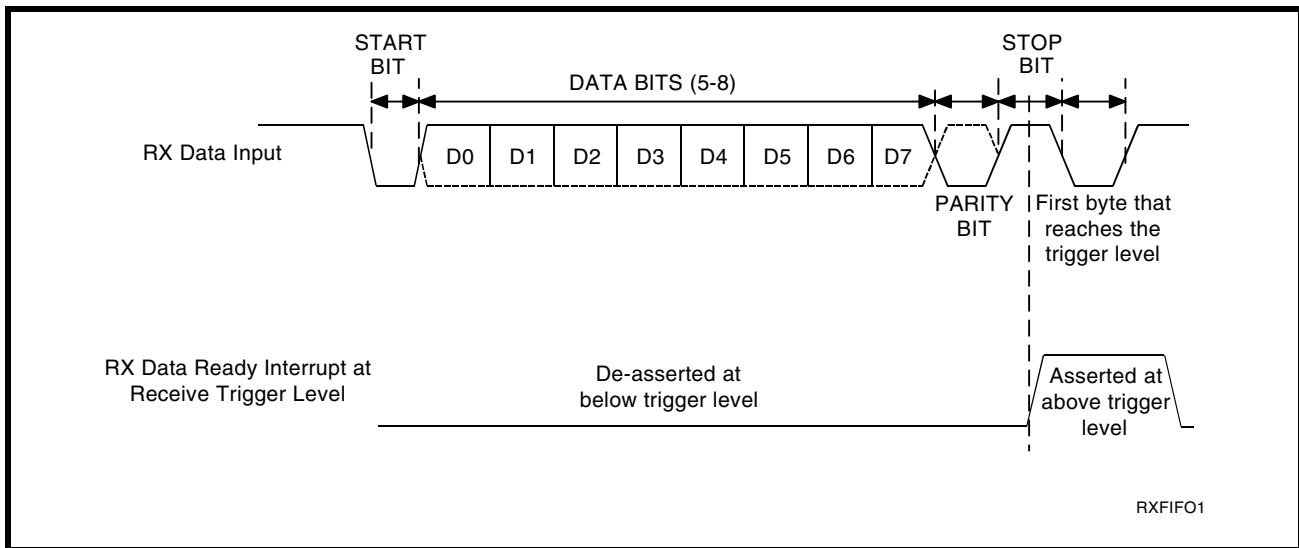 START
BIT
STOP
BIT
DATA BITS (5-8)
RX Data Input
D0 D1 D2 D3 D4 D5 D6 D7
PARITY
BIT
First byte that
reaches the
trigger level
RX Data Ready Interrupt at
Receive Trigger Level
De-asserted at
below trigger level
Asserted at
above trigger
level
RXFIFO1